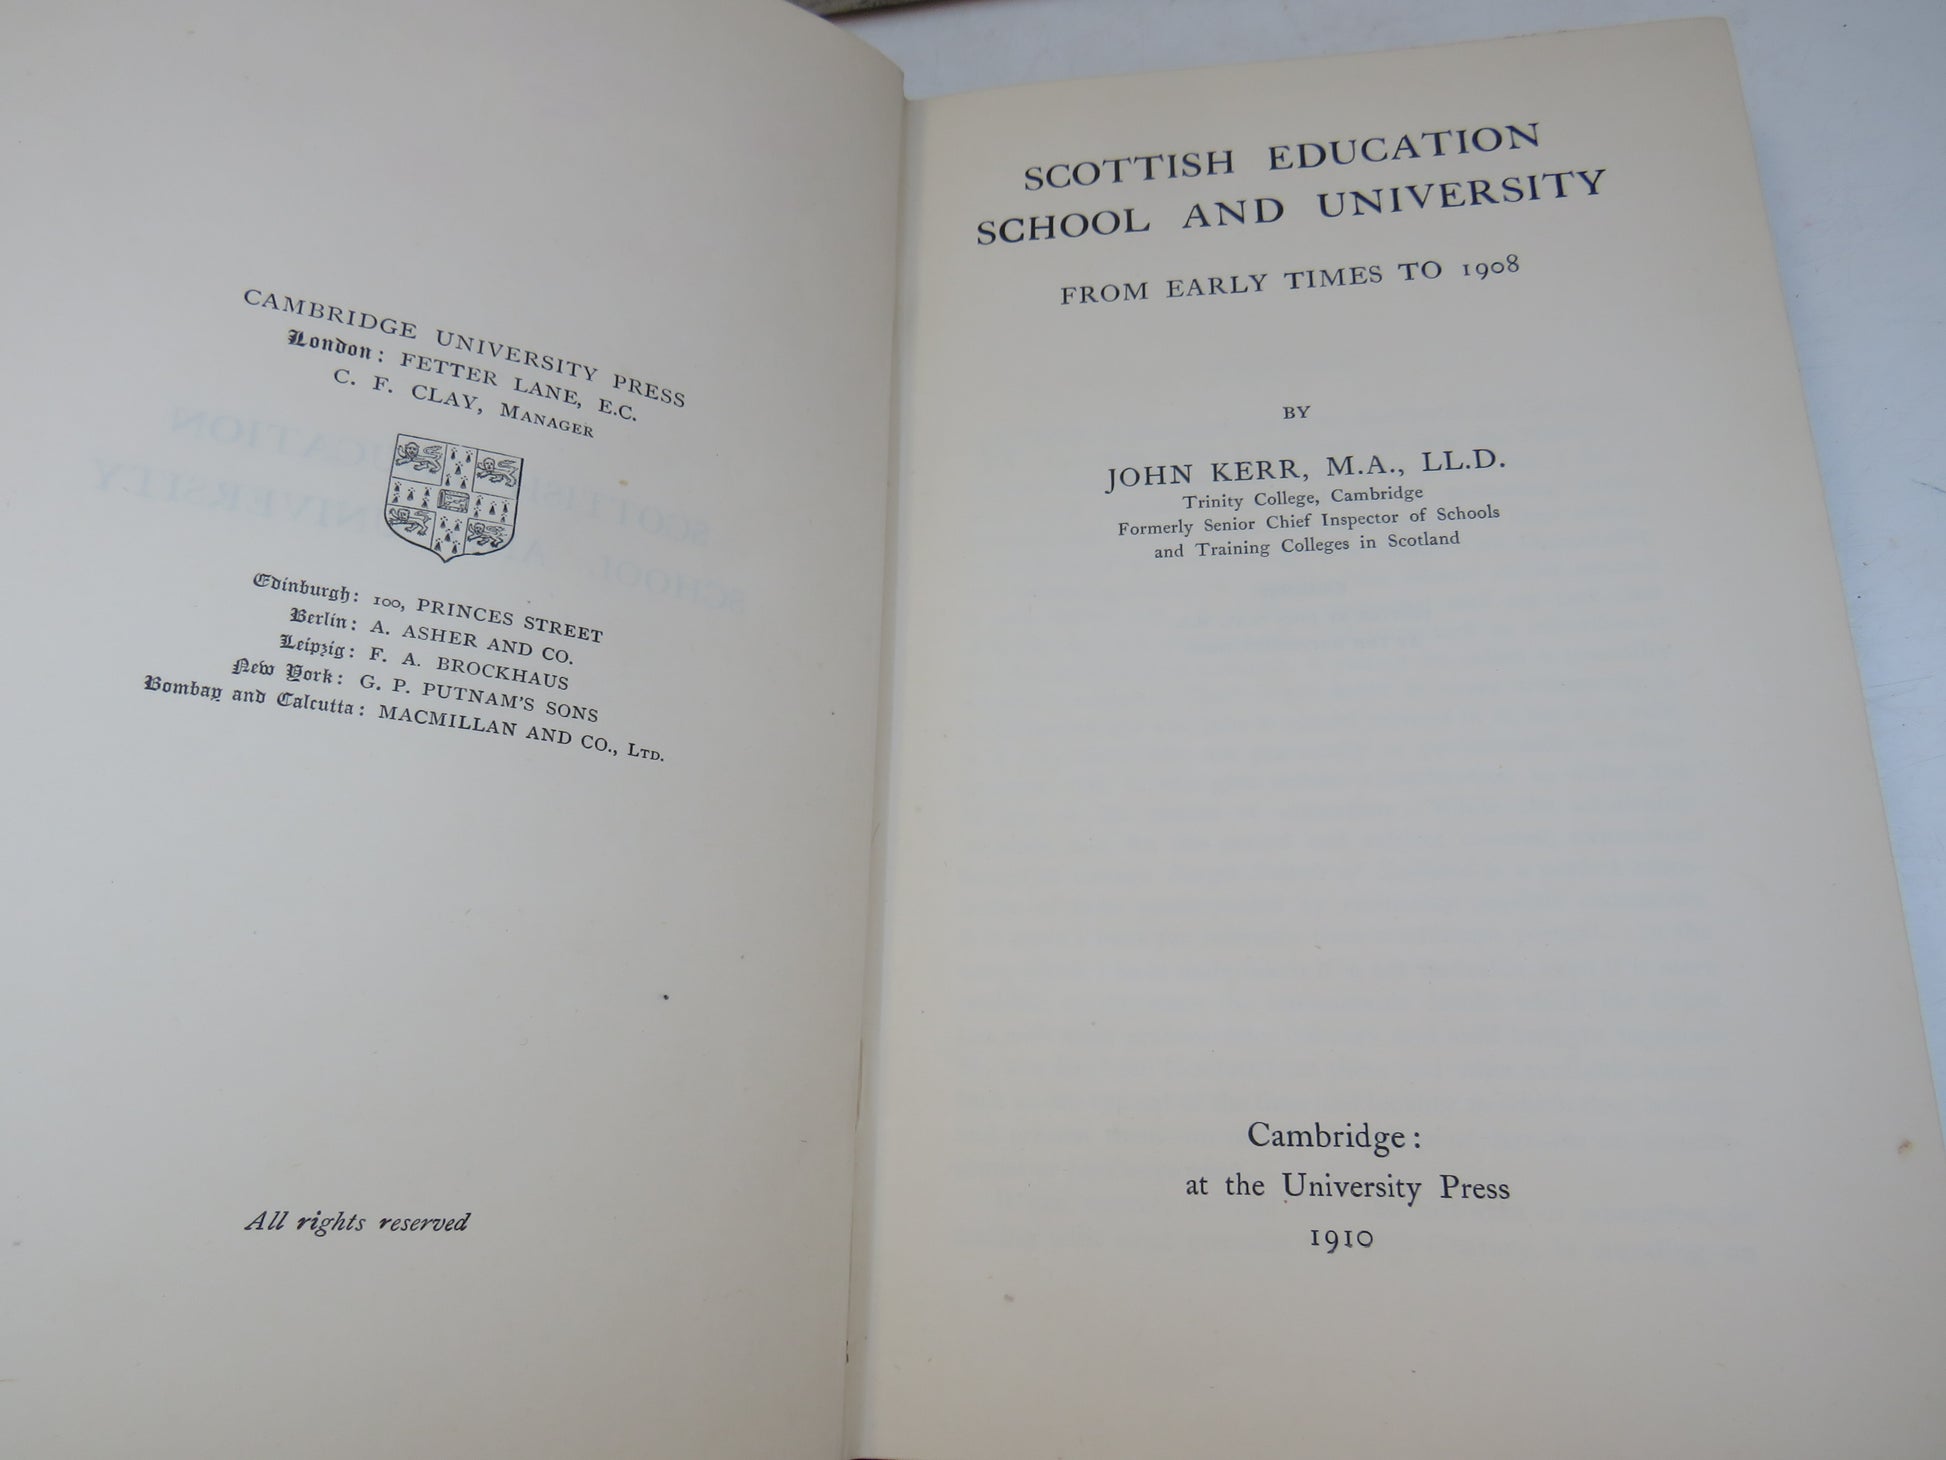 CAMBRIDGE UNIVERSITY PRESS
London: FETTER LANE, E.C.
C. F. CLAY, MANAGER
Edinburgh: 100, PRINCES STREET
Berlin: A. ASHER AND CO.
Leipzig: F. A. BROCKHAUS
New York: G. P. PUTNAM'S SONS
Bombay and Calcutta: MACMILLAN AND CO., LTD.
All rights reserved
SCOTTISH EDUCATION
SCHOOL AND UNIVERSITY
FROM EARLY TIMES TO 1908
BY
JOHN KERR, M.A., LL.D.
Trinity College, Cambridge
Formerly Senior Chief Inspector of Schools
and Training Colleges in Scotland
Cambridge:
at the University Press
1910